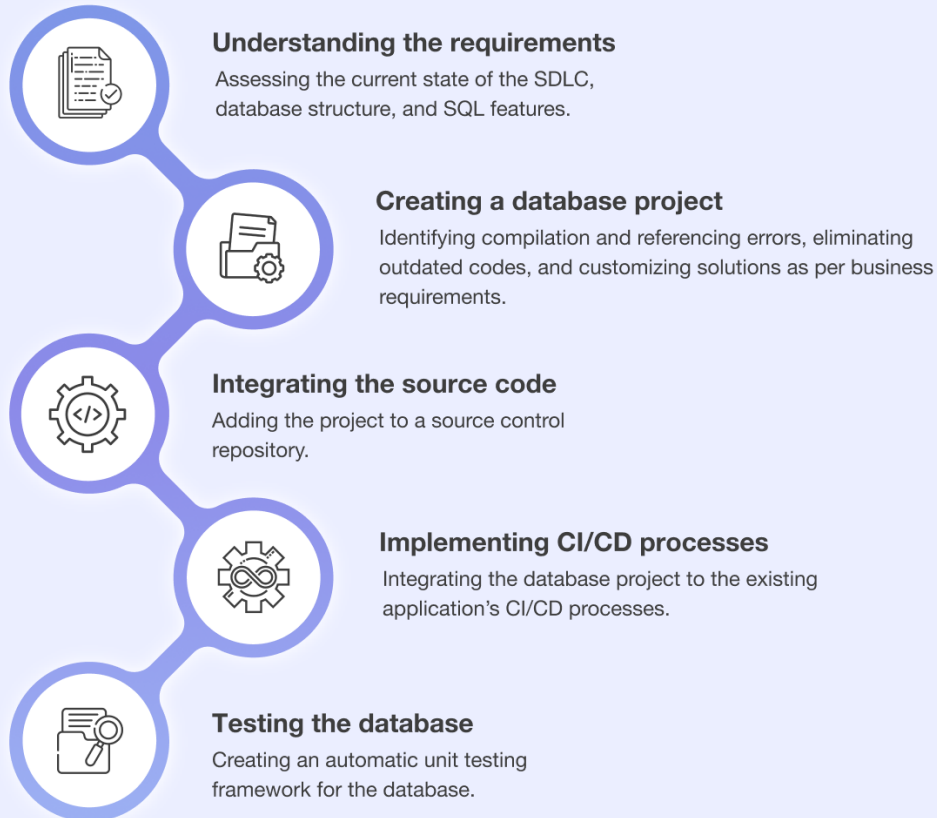 Understanding the requirements
Assessing the current state of the SDLC,
database structure, and SQL features.
Creating a database project
Identifying compilation and referencing errors, eliminating
outdated codes, and customizing solutions as per business
requirements.
Integrating the source code
Adding the project to a source control
repository.
Implementing CI/CD processes
Integrating the database project to the existing
application’s CI/CD processes.
Testing the database
Creating an automatic unit testing
framework for the database.